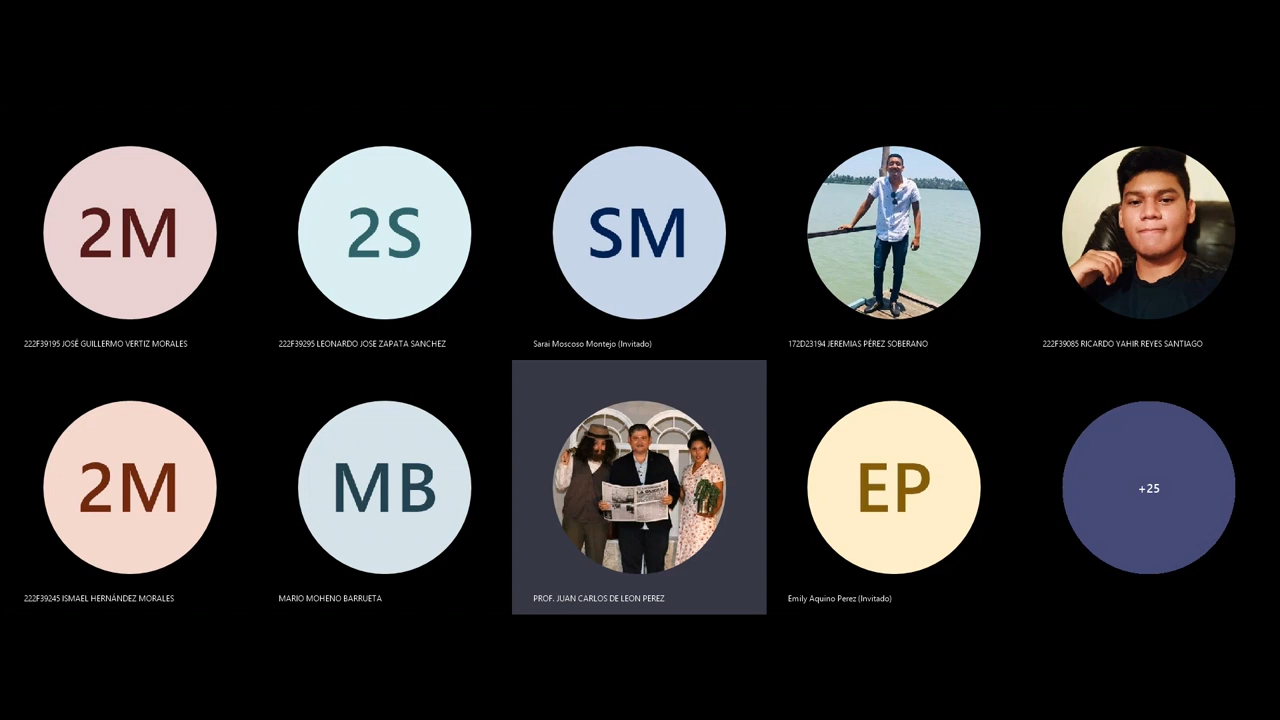 2M
2S
SM
222F39195 JOSÉ GUILLERMO VERTIZ MORALES
222F39295 LEONARDO JOSE ZAPATA SANCHEZ
Sarai Moscoso Montejo (Invitado)
172D23194 JEREMIAS PÉREZ SOBERANO
222F39085 RICARDO YAHIR REYES SANTIAGO
2M
MB
EP
+25
222F39245 ISMAEL HERNÁNDEZ MORALES
MARIO MOHENO BARRUETA
PROF. JUAN CARLOS DE LEON PEREZ
Emily Aquino Perez (Invitado)